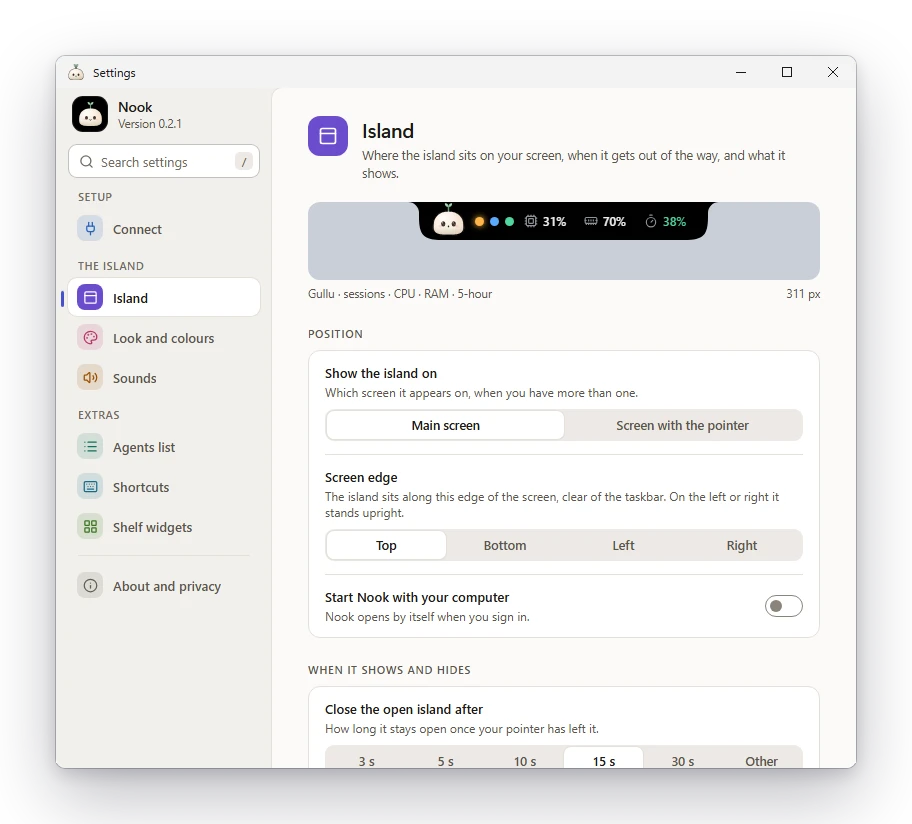 Settings
Nook
Version 0.2.1
Search settings /
SETUP
Connect
THE ISLAND
Island
Look and colours
Sounds
EXTRAS
Agents list
Shortcuts
Shelf widgets
About and privacy
Island
Where the island sits on your screen, when it gets out of the way, and what it
shows.
31% 70% 38%
Gullu · sessions · CPU · RAM · 5-hour 311 px
POSITION
Show the island on
Which screen it appears on, when you have more than one.
Main screen Screen with the pointer
Screen edge
The island sits along this edge of the screen, clear of the taskbar. On the left or right it
stands upright.
Top Bottom Left Right
Start Nook with your computer
Nook opens by itself when you sign in.
WHEN IT SHOWS AND HIDES
Close the open island after
How long it stays open once your pointer has left it.
3 s 5 s 10 s 15 s 30 s Other